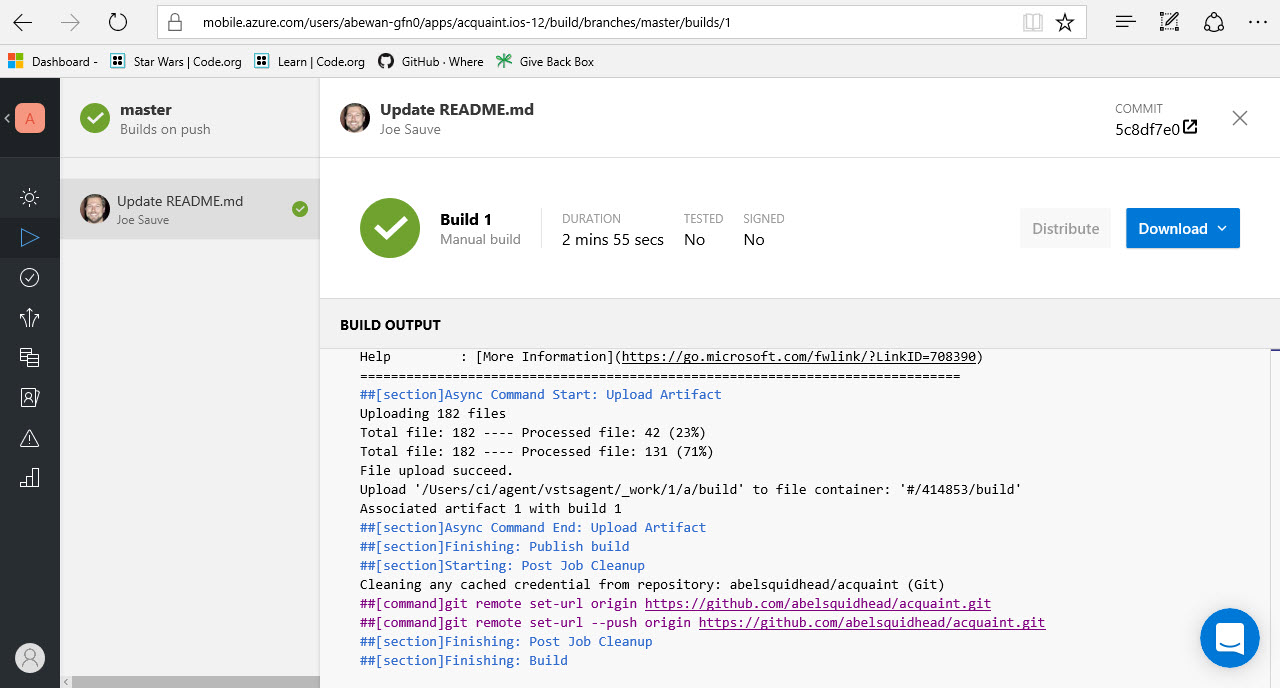 mobile.azure.com/users/abewan-gfn0/apps/acquaint.ios-12/build/branches/master/builds/1
Dashboard - Star Wars | Code.org Learn | Code.org GitHub · Where Give Back Box
A
master
Builds on push
Update README.md
Joe Sauve
Update README.md
Joe Sauve
COMMIT
5c8df7e0
Build 1
Manual build
DURATION
2 mins 55 secs
TESTED
No
SIGNED
No
Distribute
Download
BUILD OUTPUT
Help         : [More Information](https://go.microsoft.com/fwlink/?LinkID=708390)
==============================================================================
##[section]Async Command Start: Upload Artifact
Uploading 182 files
Total file: 182 ---- Processed file: 42 (23%)
Total file: 182 ---- Processed file: 131 (71%)
File upload succeed.
Upload '/Users/ci/agent/vstsagent/_work/1/a/build' to file container: '#/414853/build'
Associated artifact 1 with build 1
##[section]Async Command End: Upload Artifact
##[section]Finishing: Publish build
##[section]Starting: Post Job Cleanup
Cleaning any cached credential from repository: abelsquidhead/acquaint (Git)
##[command]git remote set-url origin https://github.com/abelsquidhead/acquaint.git
##[command]git remote set-url --push origin https://github.com/abelsquidhead/acquaint.git
##[section]Finishing: Post Job Cleanup
##[section]Finishing: Build